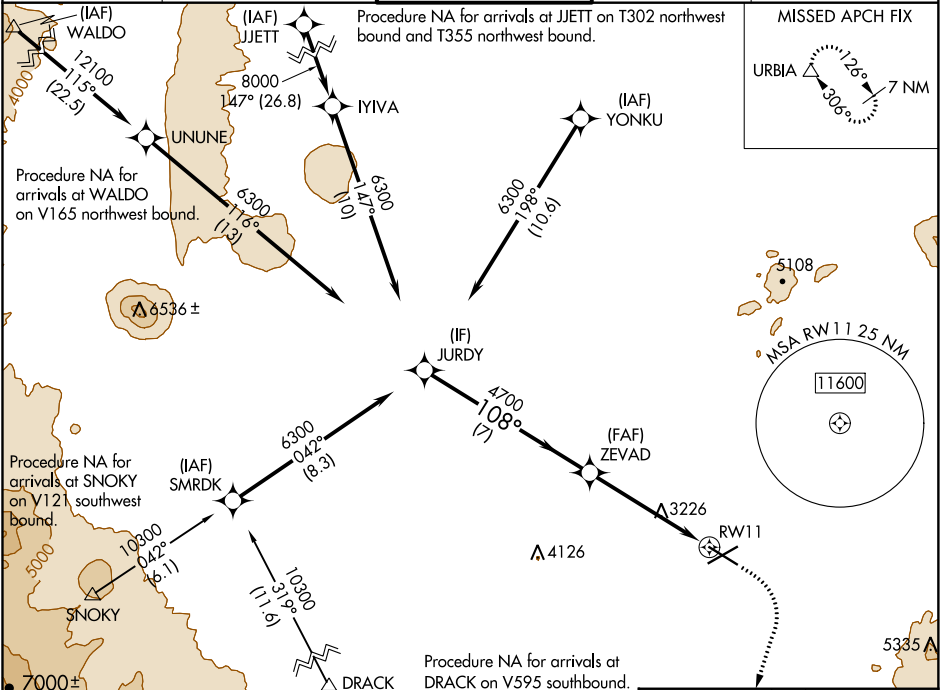 (IAF)
WALDO
12100
115°
(22.5)
4000
(IAF)
JJETT
Procedure NA for arrivals at JJETT on T302 northwest
bound and T355 northwest bound.
8000
147° (26.8)
IYIVA
UNUNE
(IAF)
YONKU
MISSED APCH FIX
URBIA
126°
306°
7 NM
Procedure NA for
arrivals at WALDO
on V165 northwest bound.
6300
116°
(13)
6300
147°
(10)
6300
198°
(10.6)
6536 ±
5108
MSA RW11 25 NM
11600
(IF)
JURDY
4700
108°
(7)
(FAF)
ZEVAD
3226
RW11
4126
6300
042°
(8.3)
(IAF)
SMRDK
Procedure NA for
arrivals at SNOKY
on V121 southwest
bound.
5000
10300
042°
(6.1)
SNOKY
10300
319°
(11.6)
7000±
DRACK
Procedure NA for arrivals at
DRACK on V595 southbound.
5335